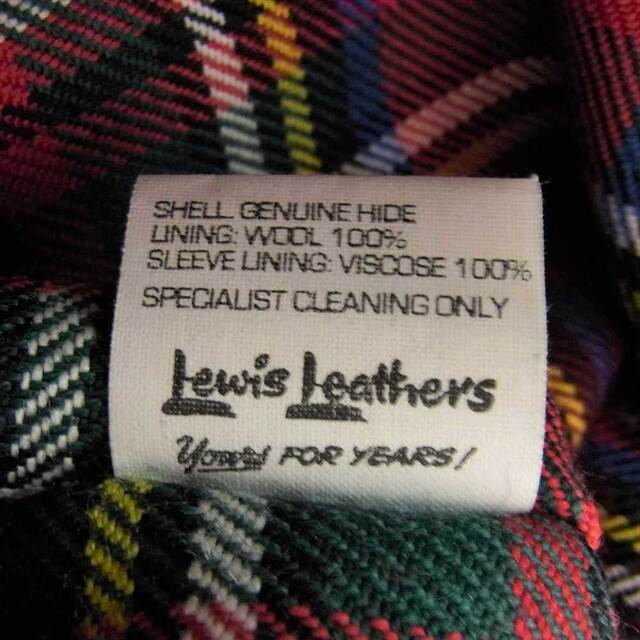 SHELL GENUINE HIDE
LINING: WOOL 100%
SLEEVE LINING: VISCOSE 100%
SPECIALIST CLEANING ONLY
Lewis Leathers
Yours FOR YEARS!